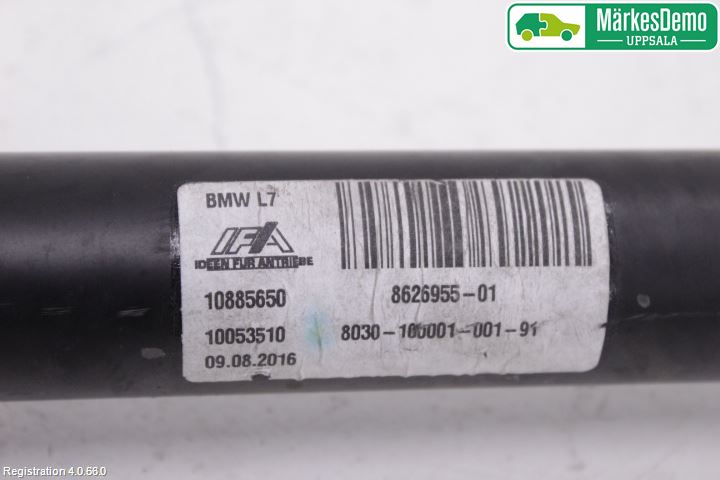 MärkesDemo
UPPSALA
BMW L7
IFA
IDEEN FÜR ANTRIEBE
10885650
8626955-01
10053510
8030-100001-001-91
09.08.2016
Registration 4.0.56.0